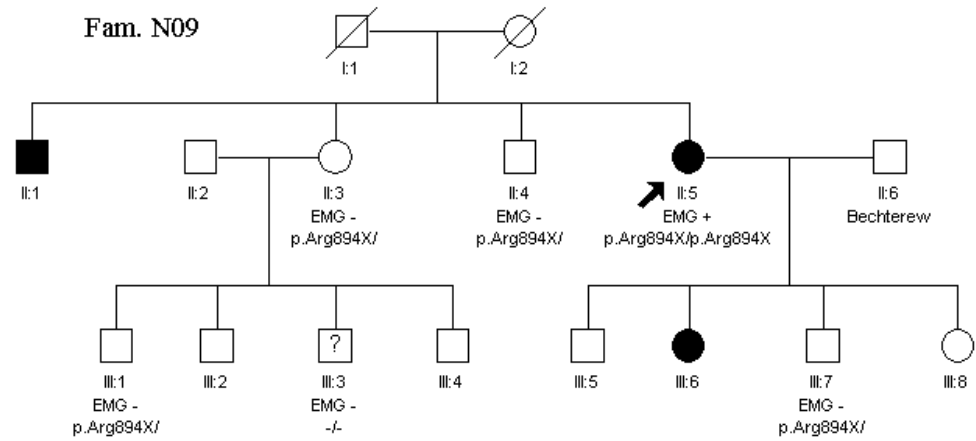 Fam. N09
I:1
I:2
II:1
II:2
II:3
EMG -
p.Arg894X/
II:4
EMG -
p.Arg894X/
II:5
EMG +
p.Arg894X/p.Arg894X
II:6
Bechterew
?
III:1
EMG -
p.Arg894X/
III:2
III:3
EMG -
-/-
III:4
III:5
III:6
III:7
EMG -
p.Arg894X/
III:8